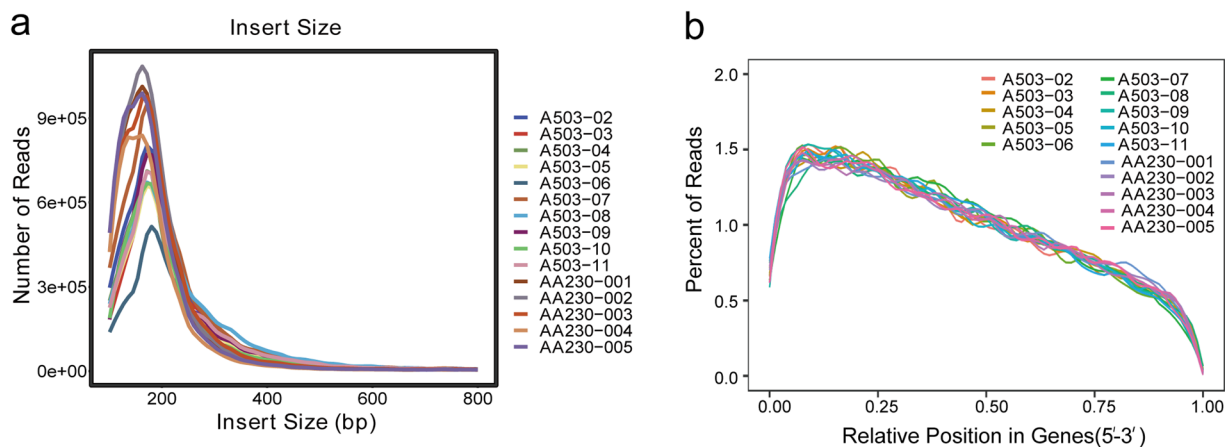 a
Insert Size
Number of Reads
9e+05
6e+05
3e+05
0e+00
200
400
600
800
Insert Size (bp)
A503-02
A503-03
A503-04
A503-05
A503-06
A503-07
A503-08
A503-09
A503-10
A503-11
AA230-001
AA230-002
AA230-003
AA230-004
AA230-005
b
Percent of Reads
2.0
1.5
1.0
0.5
0.0
0.00
0.25
0.50
0.75
1.00
Relative Position in Genes(5′-3′)
A503-02
A503-03
A503-04
A503-05
A503-06
A503-07
A503-08
A503-09
A503-10
A503-11
AA230-001
AA230-002
AA230-003
AA230-004
AA230-005